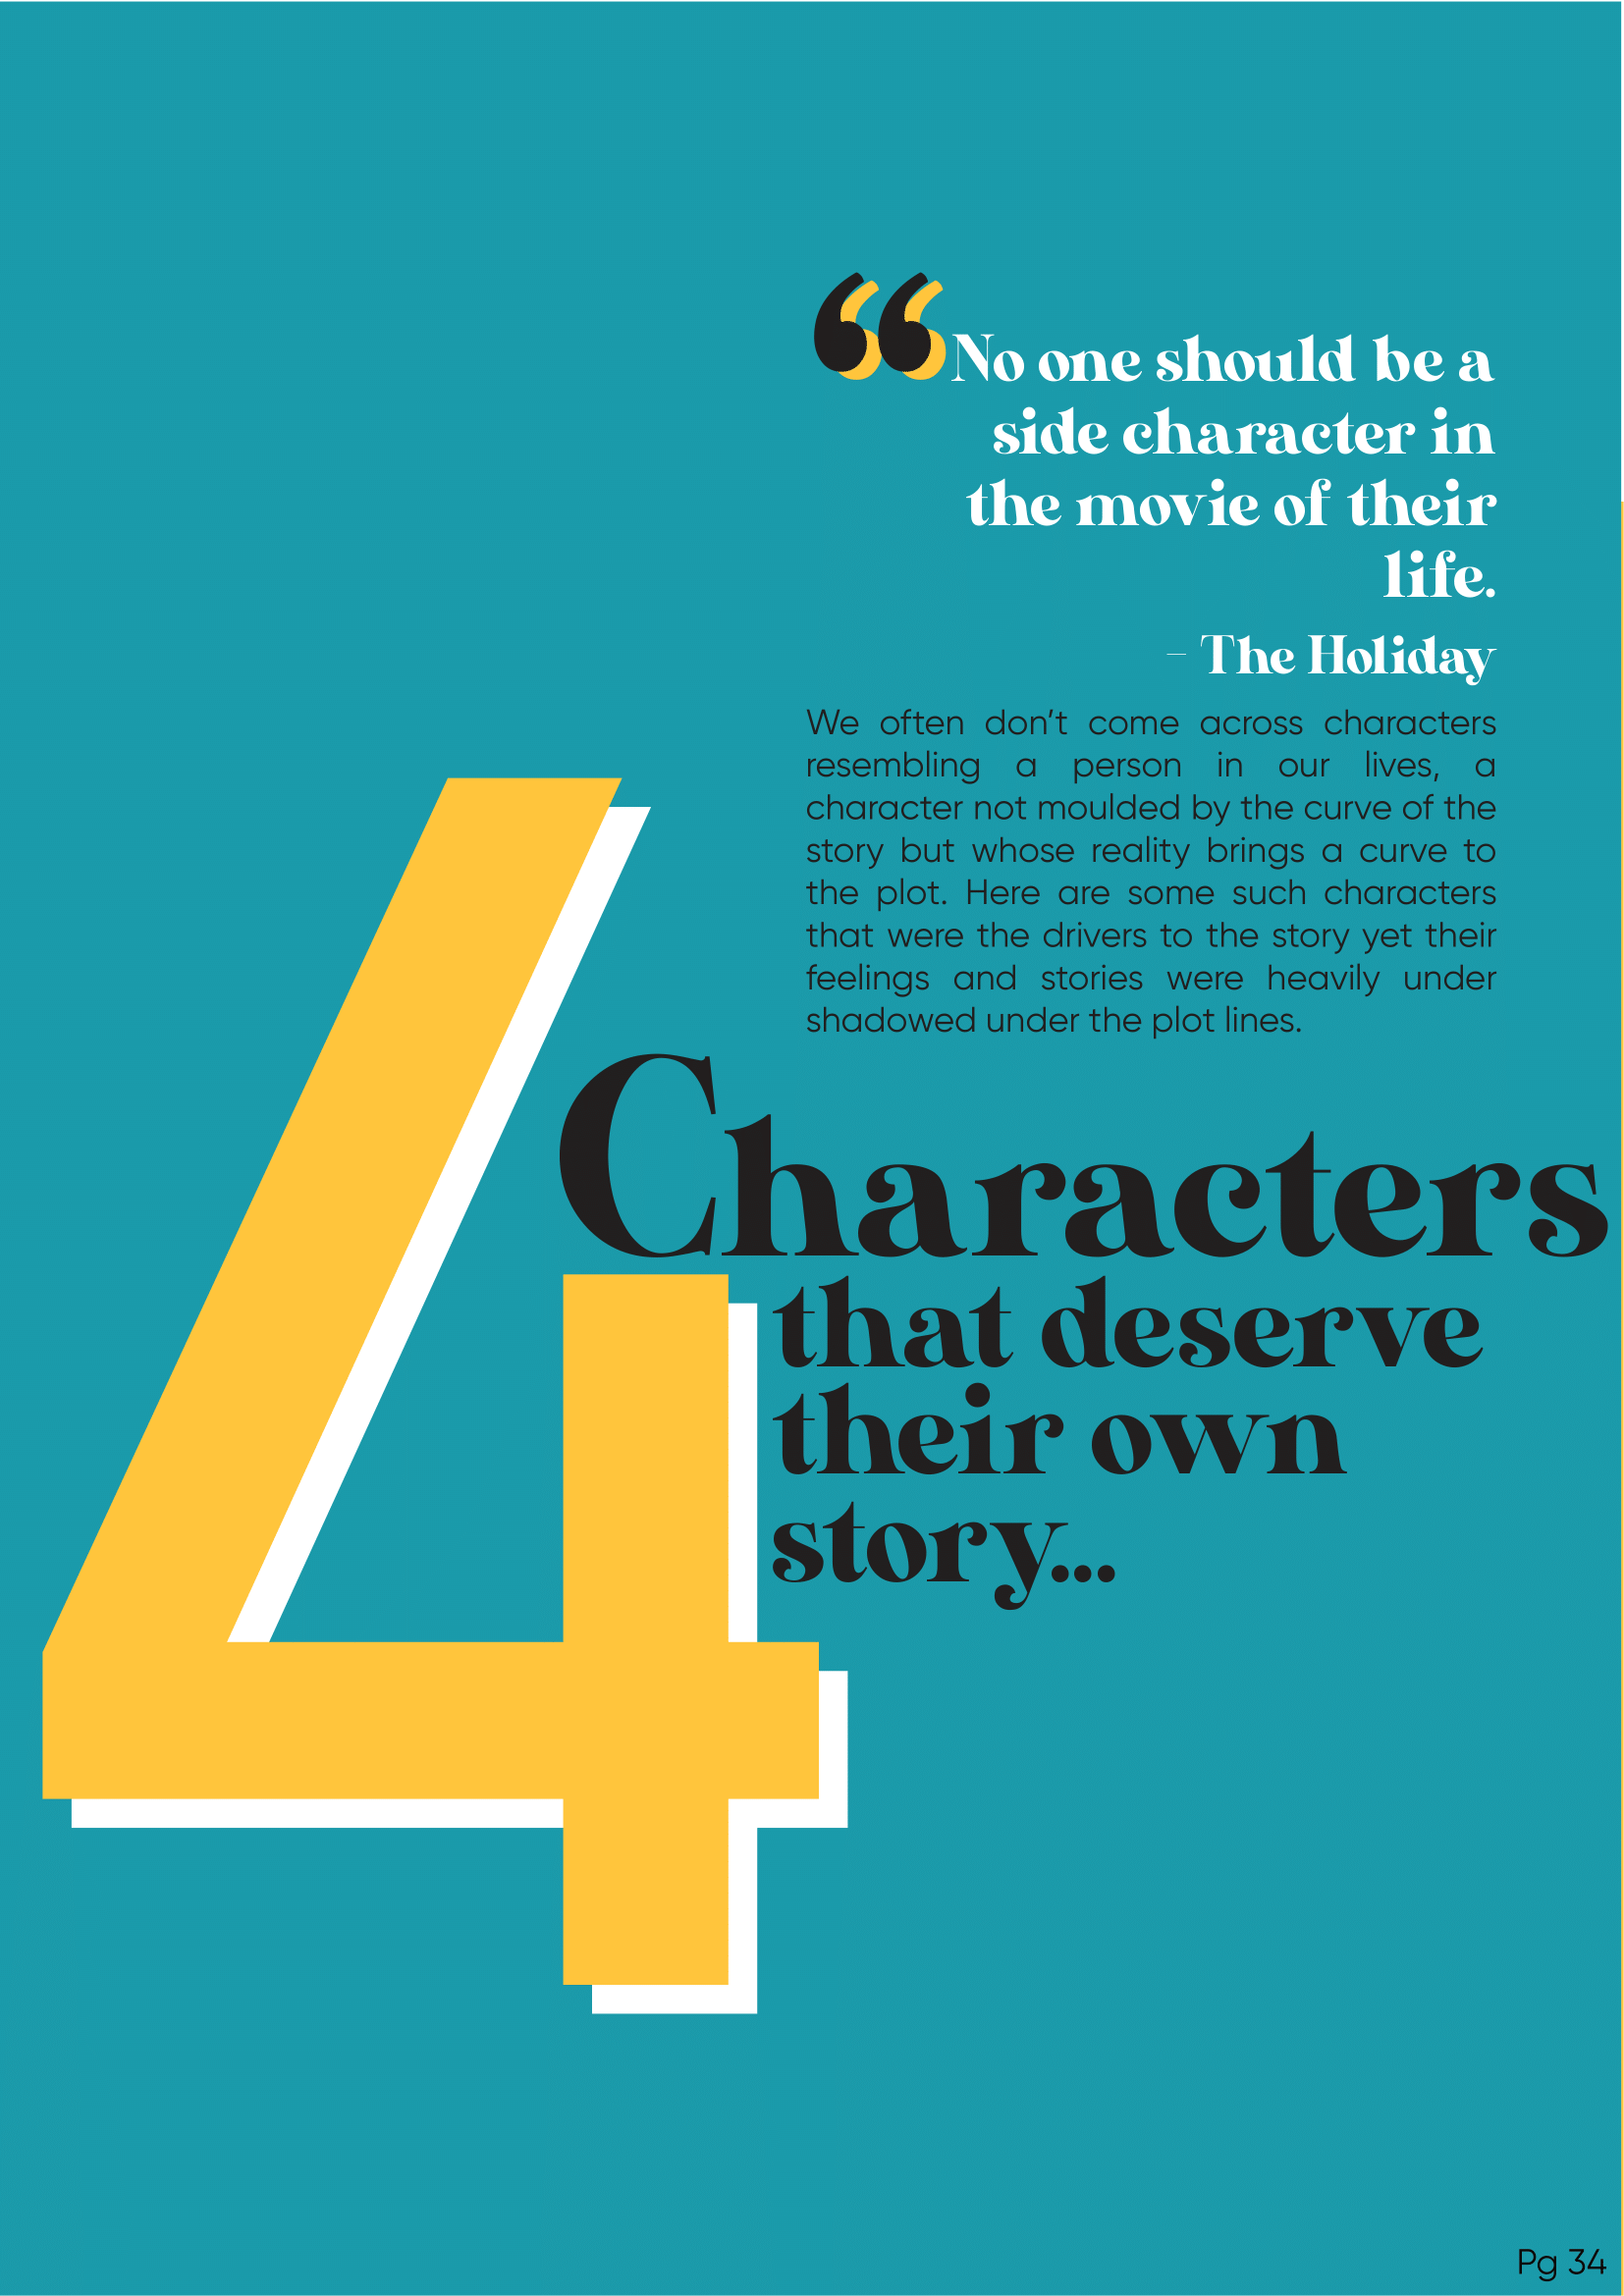 “No one should be a
side character in
the movie of their
life.
– The Holiday
We often don’t come across characters
resembling a person in our lives, a
character not moulded by the curve of the
story but whose reality brings a curve to
the plot. Here are some such characters
that were the drivers to the story yet their
feelings and stories were heavily under
shadowed under the plot lines.
4
Characters
that deserve
their own
story...
Pg 34